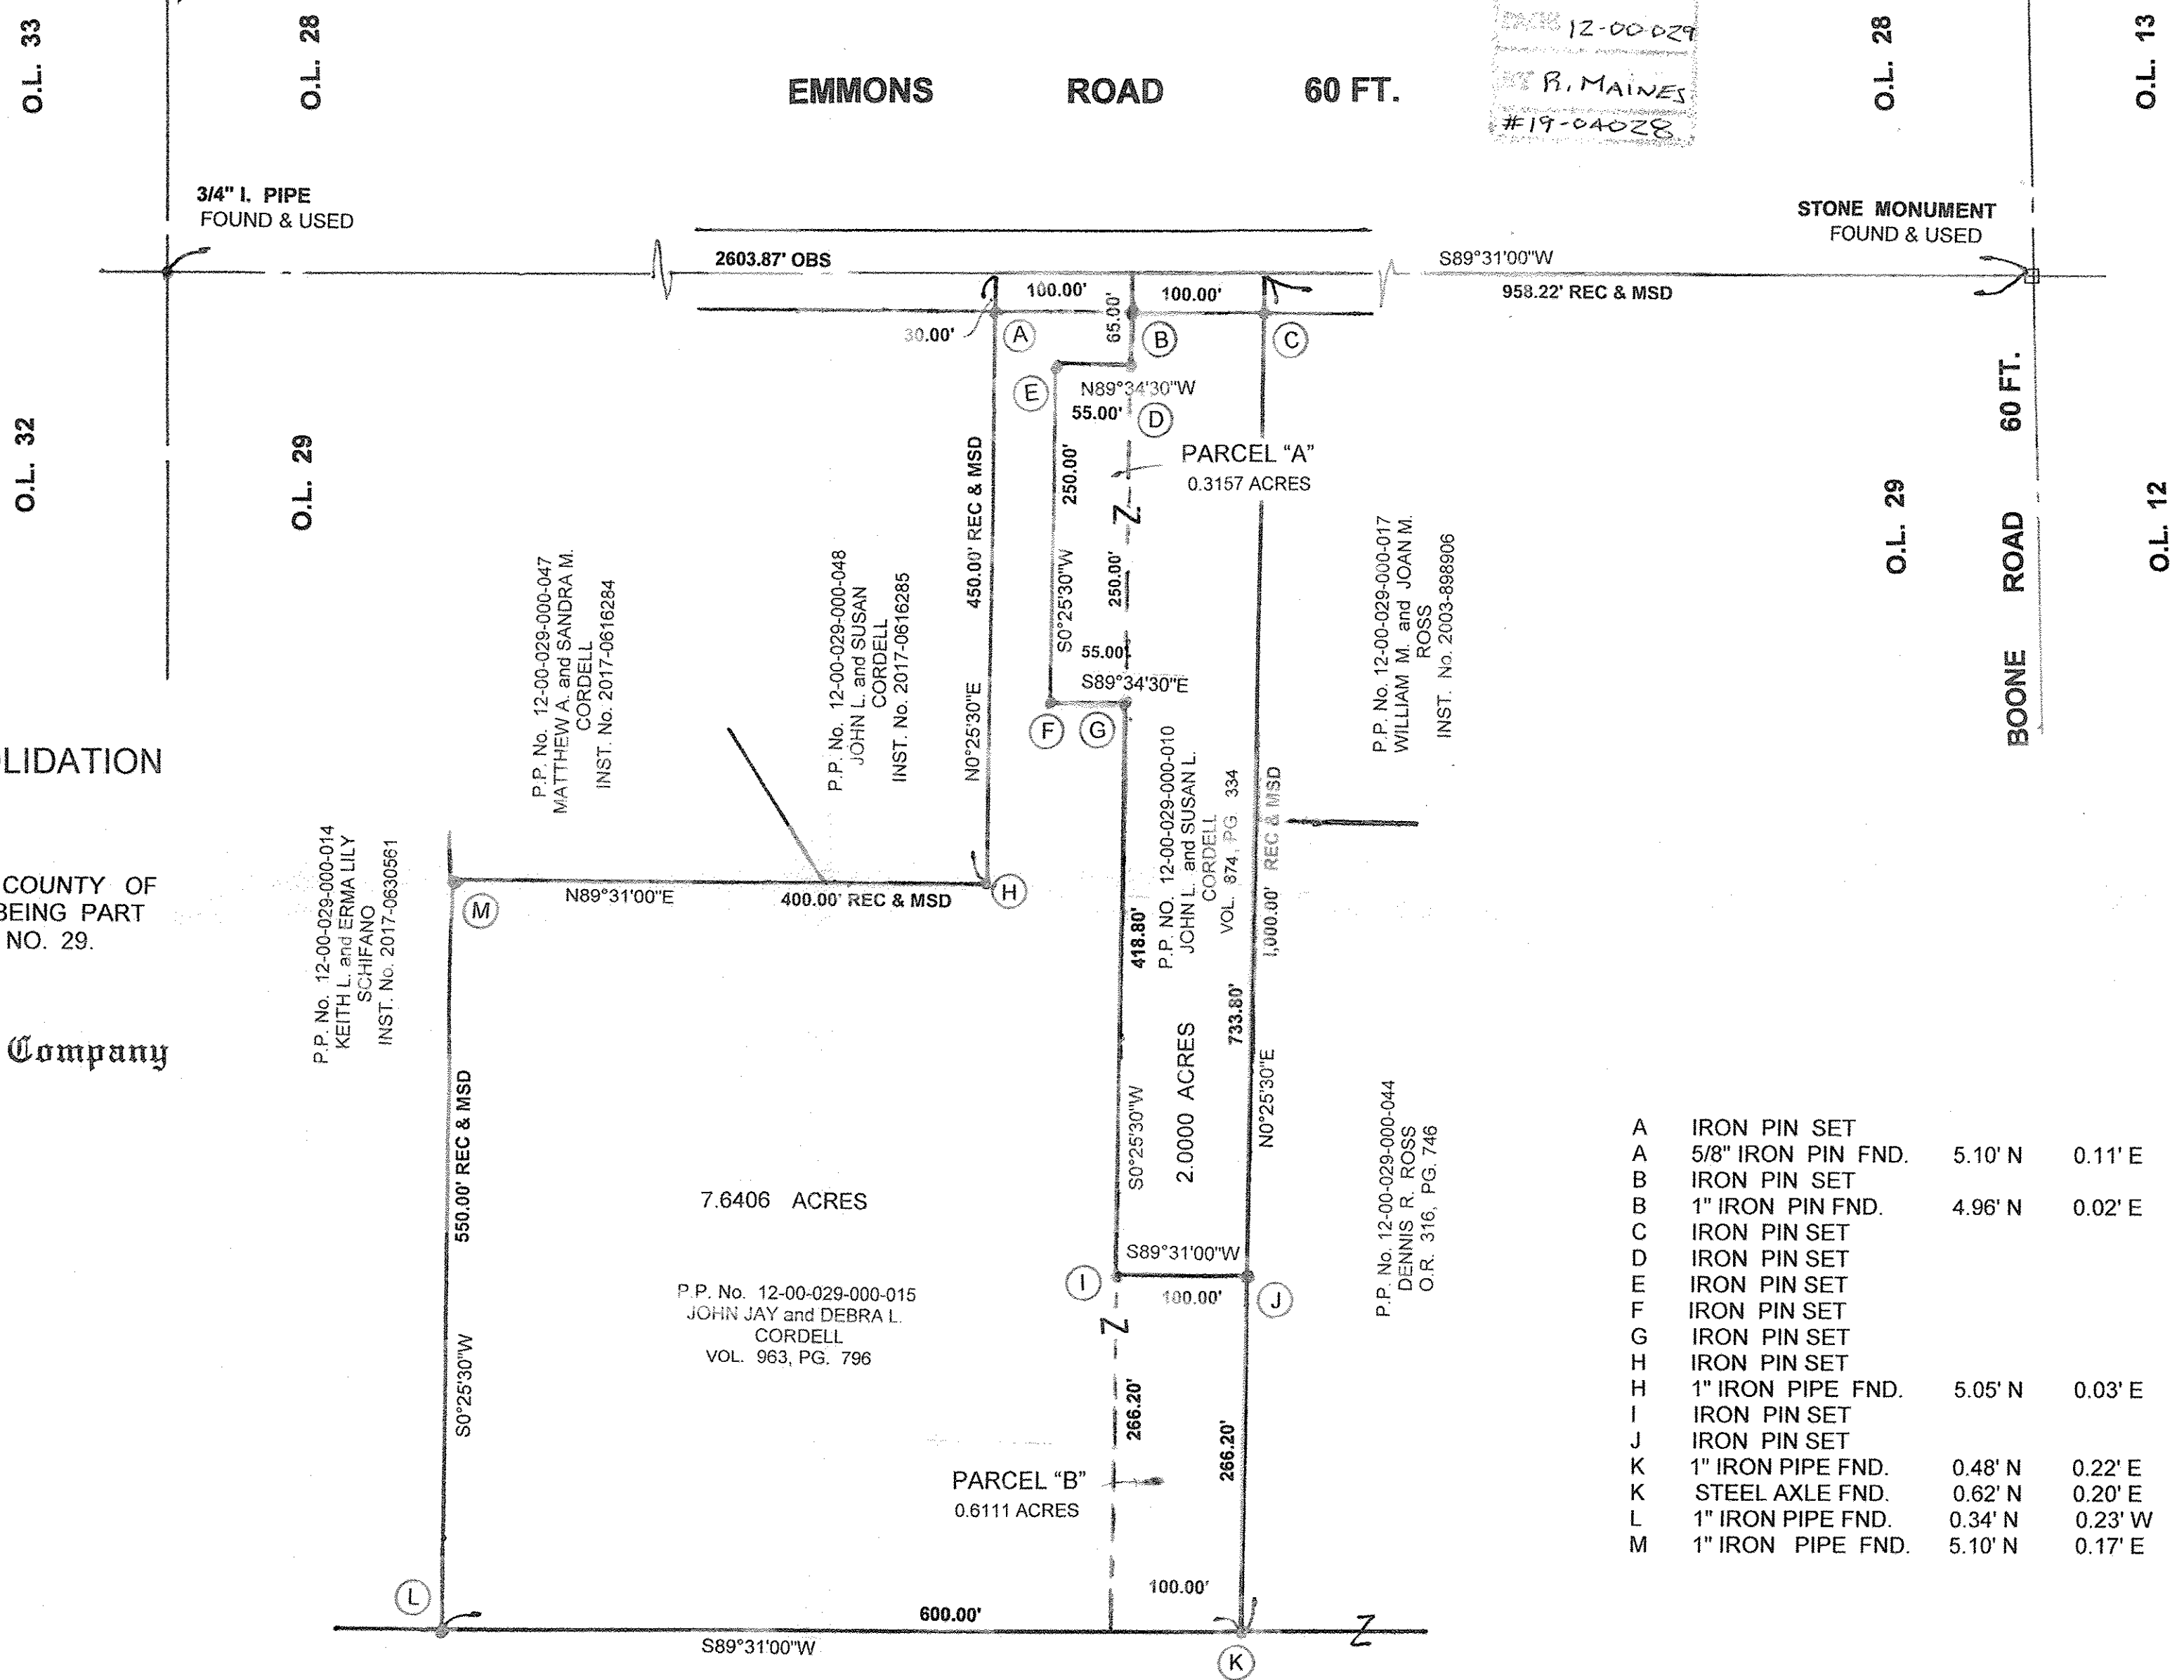 O.L. 33
O.L. 28
EMMONS ROAD 60 FT.
12-00-029
R. MAINES
#19-04028
O.L. 28
O.L. 13
3/4" I. PIPE
FOUND & USED
STONE MONUMENT
FOUND & USED
2603.87' OBS
S89°31'00"W
958.22' REC & MSD
100.00'
100.00'
30.00'
65.00'
A
B
C
E
N89°34'30"W
55.00'
D
PARCEL "A"
0.3157 ACRES
O.L. 32
O.L. 29
450.00' REC & MSD
N0°25'30"E
250.00'
S0°25'30"W
250.00'
55.00'
S89°34'30"E
F
G
O.L. 29
BOONE ROAD 60 FT.
O.L. 12
P.P. No. 12-00-029-000-047
MATTHEW A. and SANDRA M.
CORDELL
INST. No. 2017-0616284
P.P. No. 12-00-029-000-048
JOHN L. and SUSAN
CORDELL
INST. No. 2017-0616285
P.P. No. 12-00-029-000-017
WILLIAM M. and JOAN M.
ROSS
INST. No. 2003-898906
P.P. NO. 12-00-029-000-010
JOHN L. and SUSAN L.
CORDELL
VOL. 874, PG. 334
1,000.00' REC & MSD
LIDATION
COUNTY OF
BEING PART
NO. 29.
Company
P.P. No. 12-00-029-000-014
KEITH L. and ERMA LILY
SCHIFANO
INST. No. 2017-0630561
M
N89°31'00"E
400.00' REC & MSD
H
418.80'
S0°25'30"W
2.0000 ACRES
733.80'
N0°25'30"E
550.00' REC & MSD
S0°25'30"W
7.6406 ACRES
P.P. No. 12-00-029-000-015
JOHN JAY and DEBRA L.
CORDELL
VOL. 963, PG. 796
P.P. No. 12-00-029-000-044
DENNIS R. ROSS
O.R. 316, PG. 746
S89°31'00"W
I
100.00'
J
266.20'
266.20'
PARCEL "B"
0.6111 ACRES
100.00'
L
600.00'
S89°31'00"W
K
A IRON PIN SET
A 5/8" IRON PIN FND. 5.10' N 0.11' E
B IRON PIN SET
B 1" IRON PIN FND. 4.96' N 0.02' E
C IRON PIN SET
D IRON PIN SET
E IRON PIN SET
F IRON PIN SET
G IRON PIN SET
H IRON PIN SET
H 1" IRON PIPE FND. 5.05' N 0.03' E
I IRON PIN SET
J IRON PIN SET
K 1" IRON PIPE FND. 0.48' N 0.22' E
K STEEL AXLE FND. 0.62' N 0.20' E
L 1" IRON PIPE FND. 0.34' N 0.23' W
M 1" IRON PIPE FND. 5.10' N 0.17' E